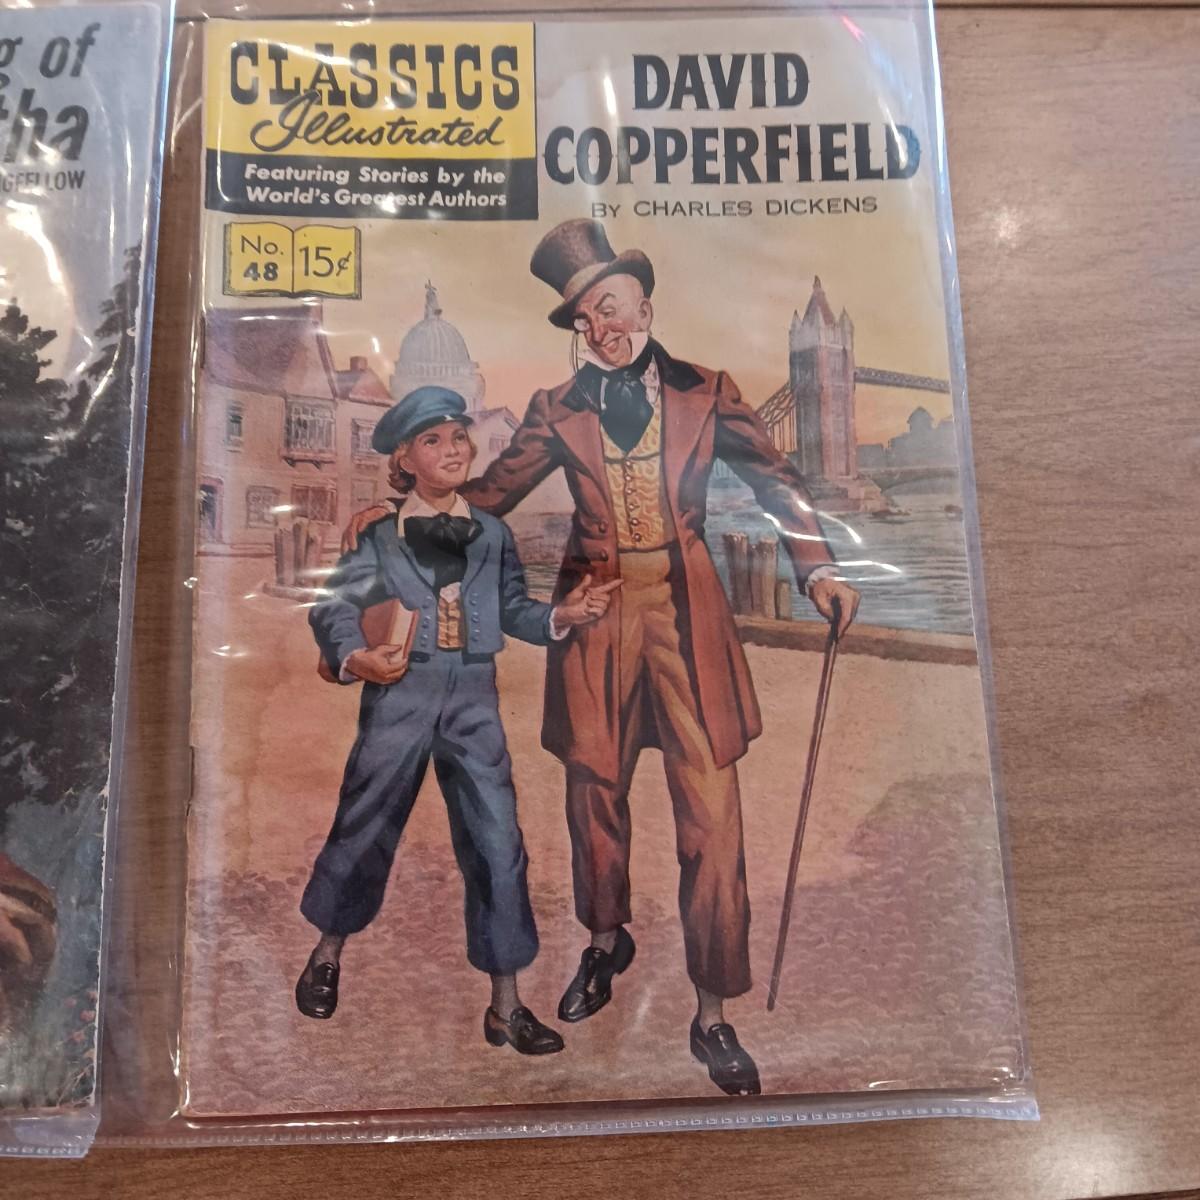 g of
tha
GFELLOW
CLASSICS
Illustrated
Featuring Stories by the
World's Greatest Authors
No.
48
15¢
DAVID
COPPERFIELD
BY CHARLES DICKENS